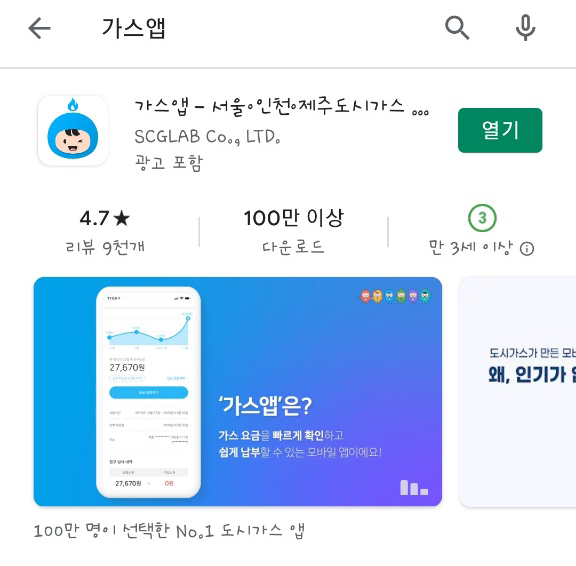 가스앱
가스앱 - 서울•인천•제주도시가스 ...
SCGLAB Co., LTD.
광고 포함
열기
4.7★
리뷰 9천개
100만 이상
다운로드
3
만 3세 이상
27,670원
'가스앱'은?
가스 요금을 빠르게 확인하고
쉽게 납부할 수 있는 모바일 앱이에요!
27,670원
0원
도시가스가 만든 모바
왜, 인기가
100만 명이 선택한 No.1 도시가스 앱